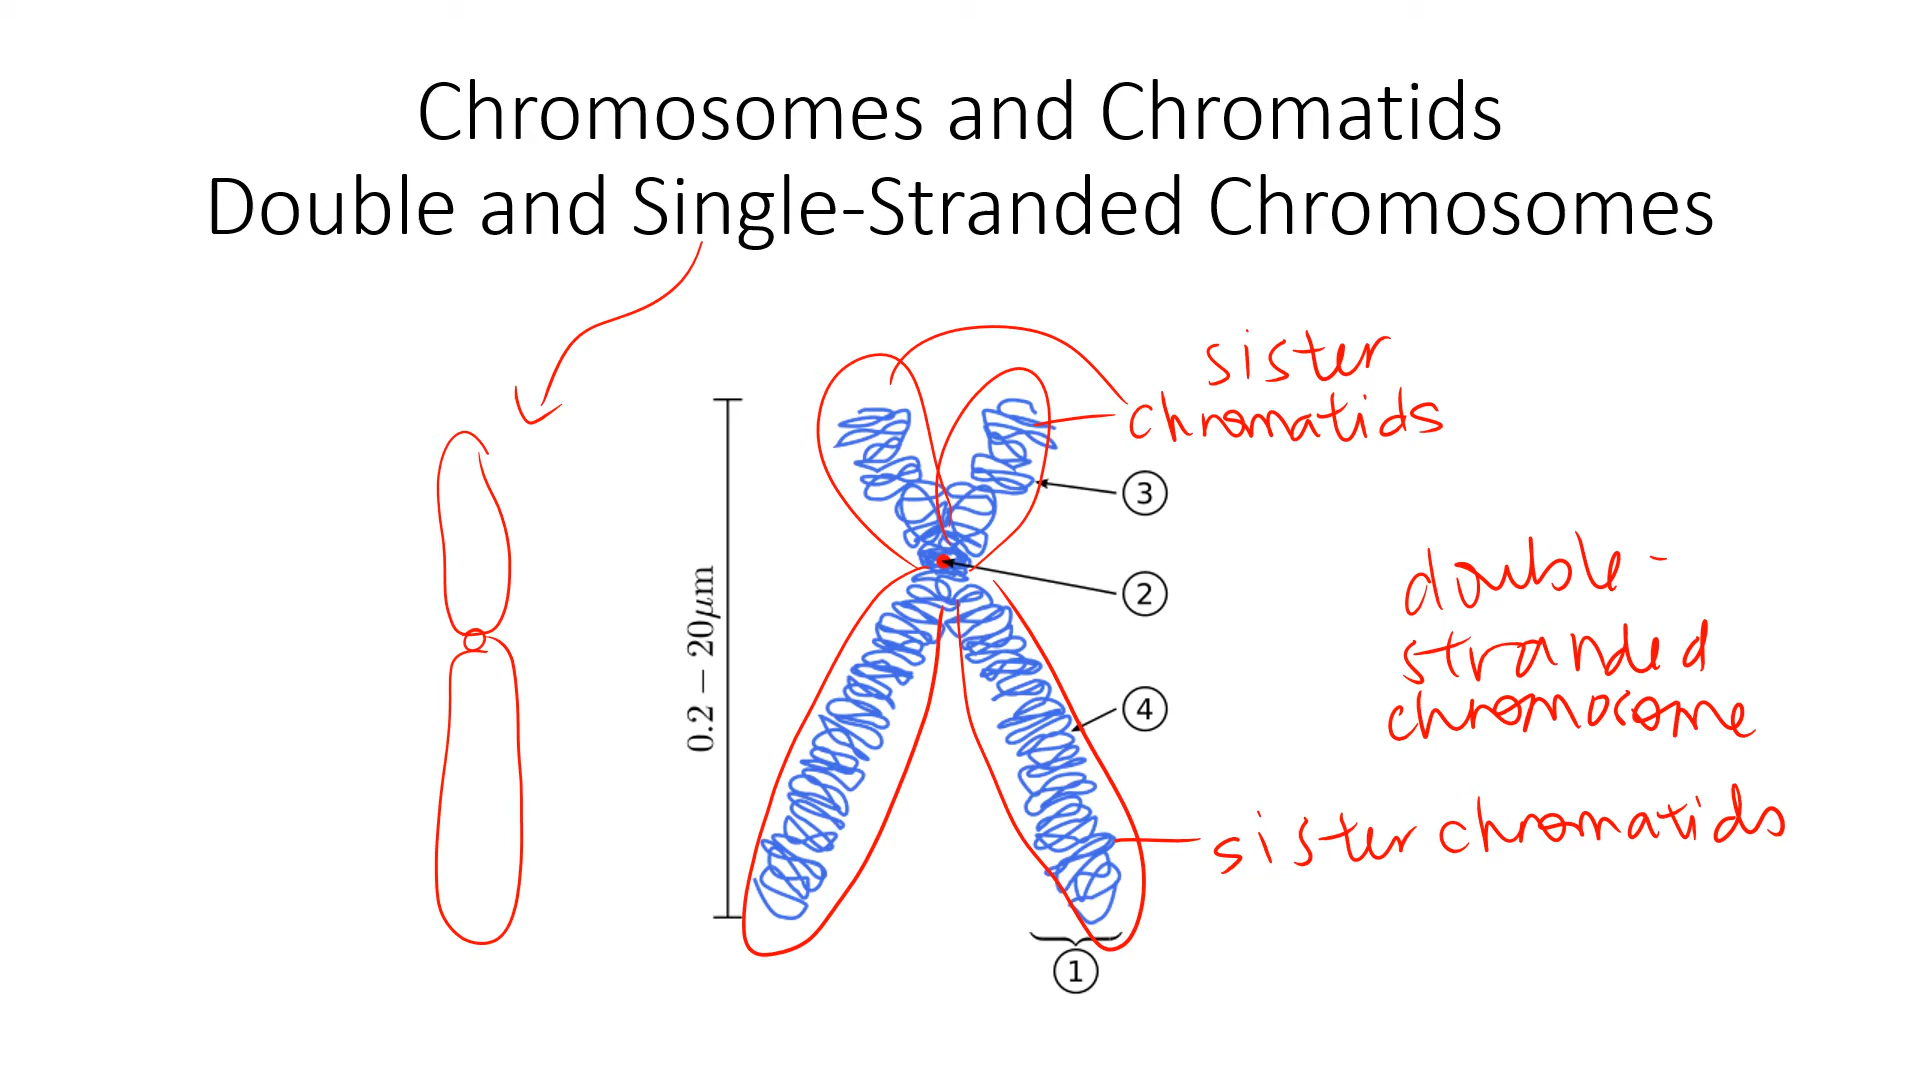 Chromosomes and Chromatids
Double and Single-Stranded Chromosomes
sister
chromatids
3
double-
stranded
chromosome
2
0.2 – 20μm
4
sister chromatids
1